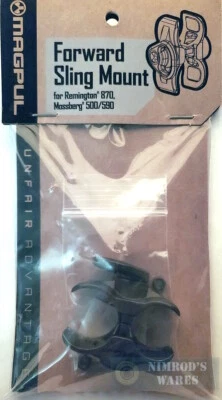 MAGPUL
Forward
Sling Mount
for Remington® 870,
Mossberg® 500/590
UNFAIR ADVANTAGE
NIMROD'S
WARES